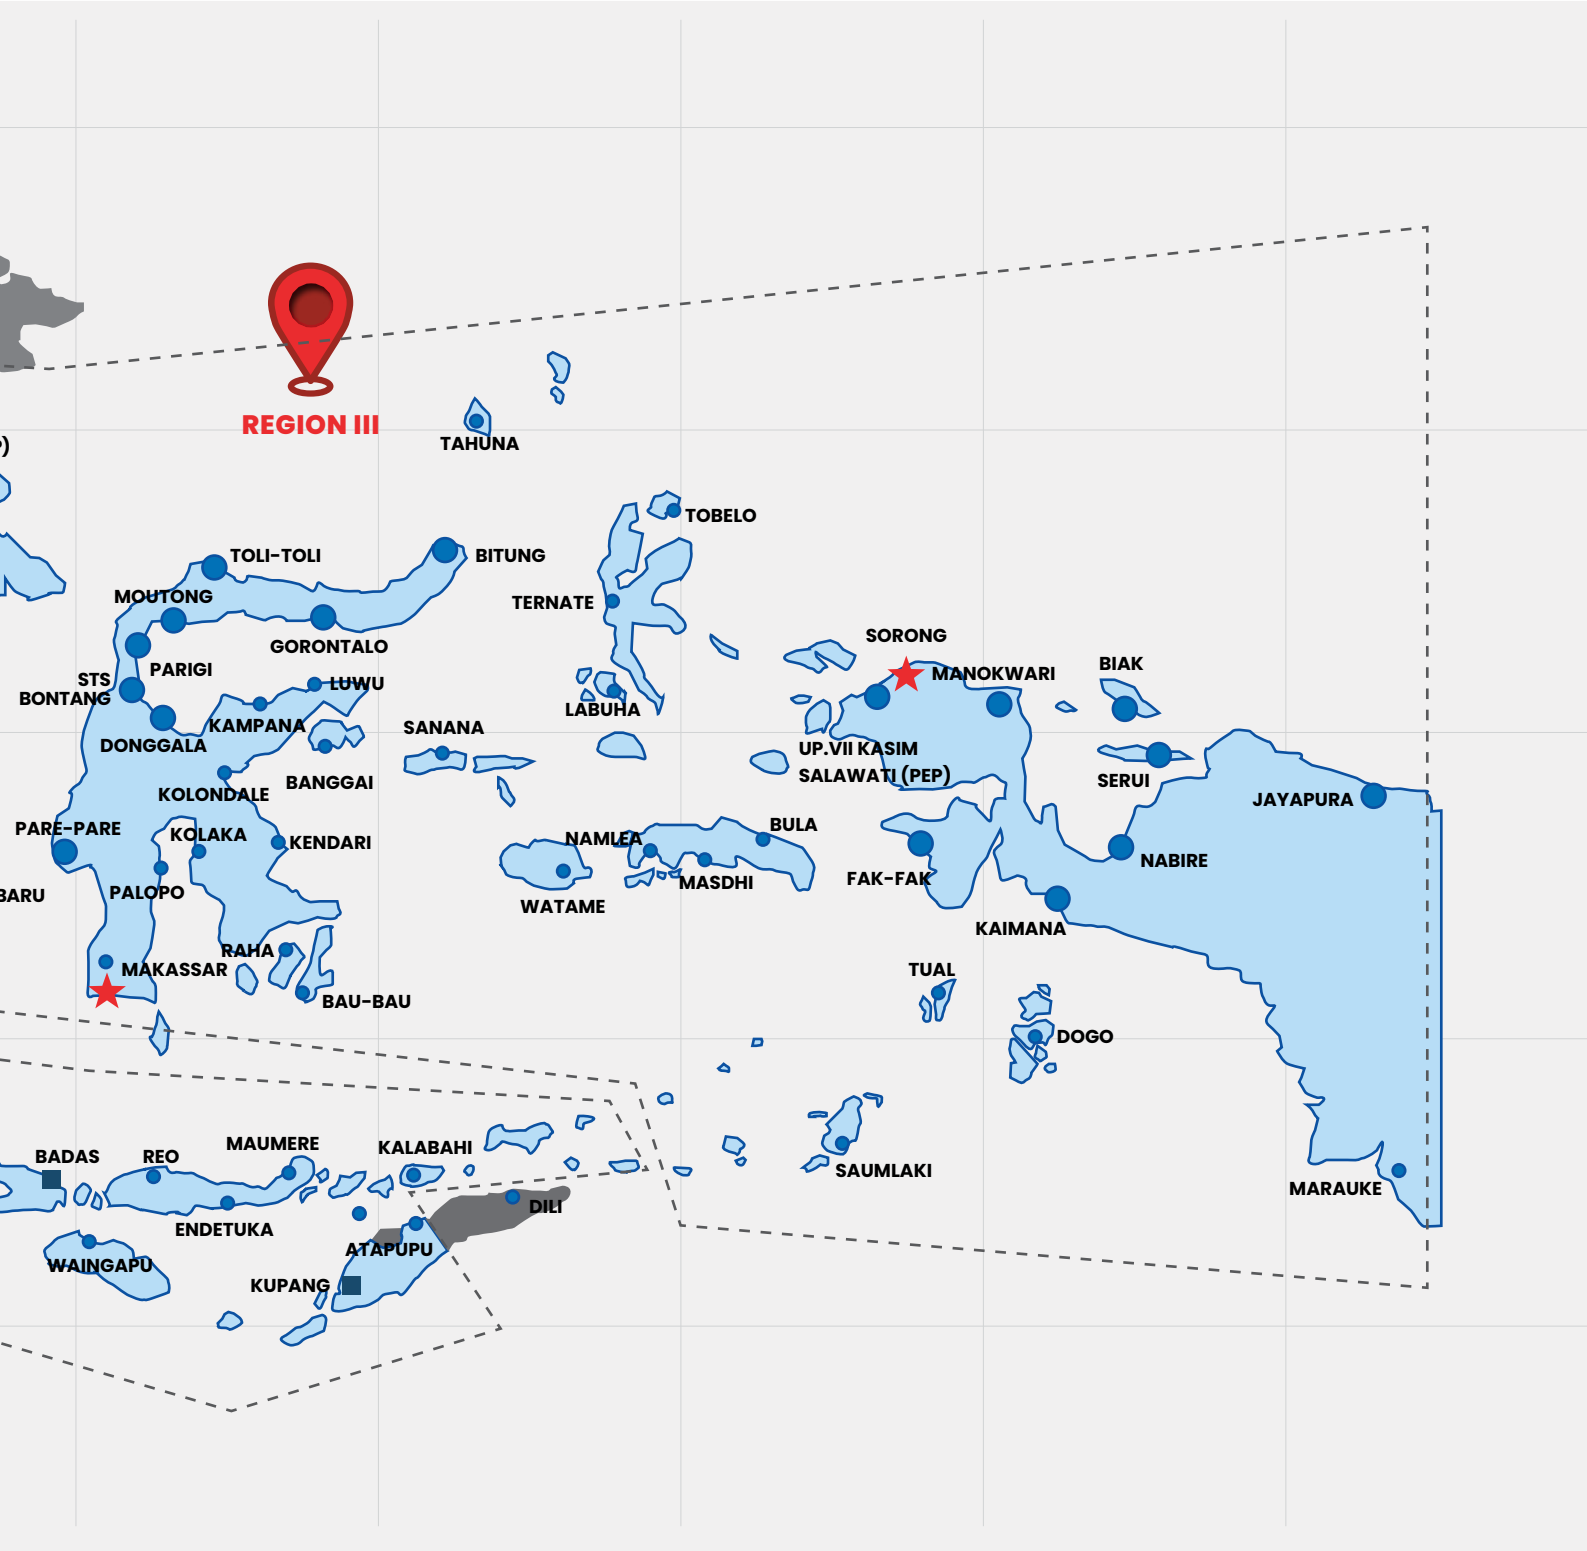 REGION III
TAHUNA
)
TOBELO
TOLI-TOLI
BITUNG
MOUTONG
TERNATE
GORONTALO
SORONG
PARIGI
STS
BONTANG
LUWU
MANOKWARI
BIAK
LABUHA
KAMPANA
SANANA
DONGGALA
UP.VII KASIM
SALAWATI (PEP)
BANGGAI
SERUI
KOLONDALE
JAYAPURA
PARE-PARE
KOLAKA
KENDARI
NAMLEA
BULA
NABIRE
PALOPO
BARU
MASDHI
FAK-FAK
WATAME
KAIMANA
RAHA
MAKASSAR
TUAL
BAU-BAU
DOGO
BADAS
REO
MAUMERE
KALABAHI
SAUMLAKI
MARAUKE
ENDETUKA
DILI
ATAPUPU
WAINGAPU
KUPANG